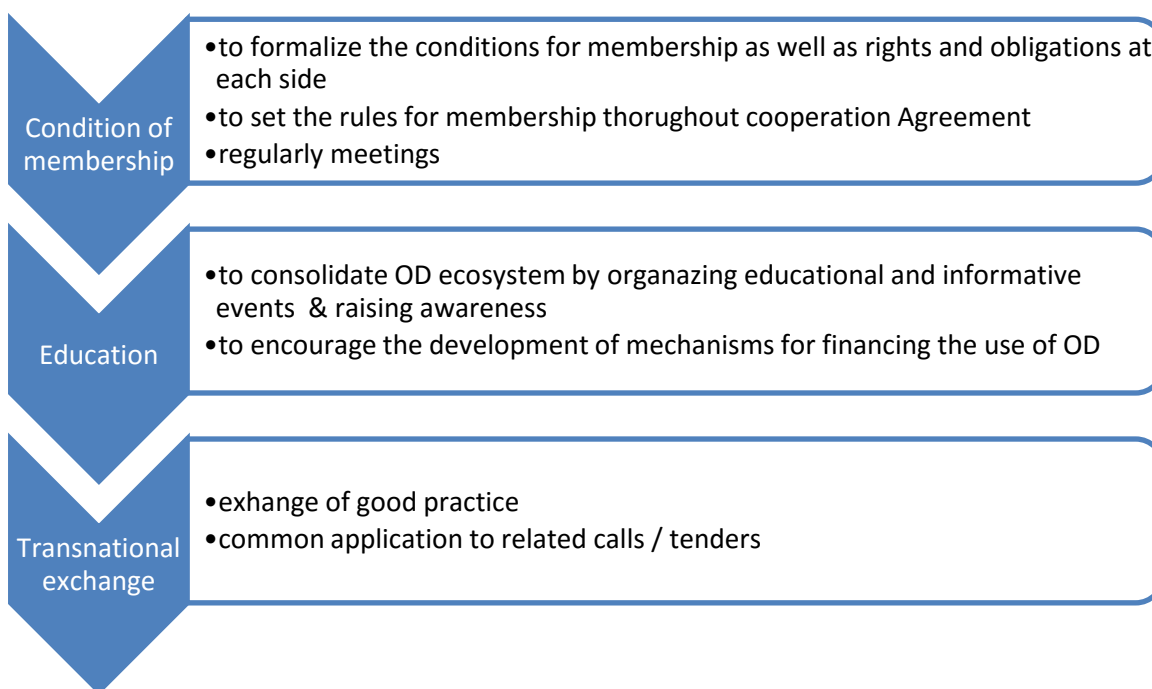 Condition of
membership
•to formalize the conditions for membership as well as rights and obligations at
each side
•to set the rules for membership thorughout cooperation Agreement
•regularly meetings
Education
•to consolidate OD ecosystem by organazing educational and informative
events & raising awareness
•to encourage the development of mechanisms for financing the use of OD
Transnational
exchange
•exhange of good practice
•common application to related calls / tenders